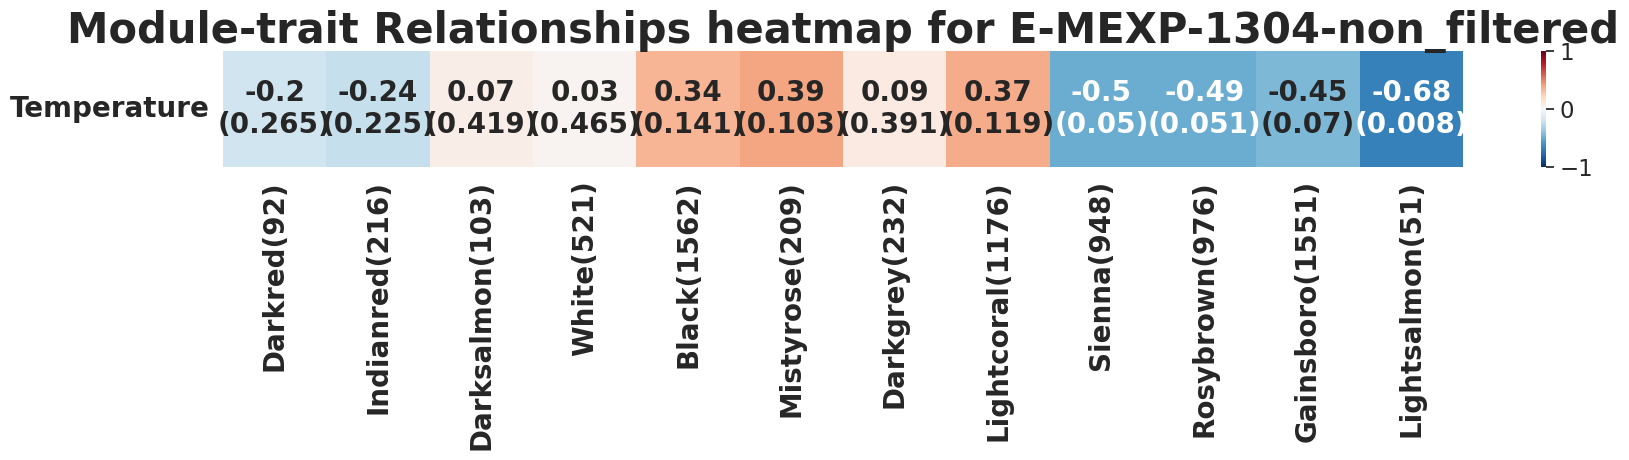 Module-trait Relationships heatmap for E-MEXP-1304-non_filtered
Temperature
-0.2 -0.24 0.07 0.03 0.34 0.39 0.09 0.37 -0.5 -0.49 -0.45 -0.68
(0.265) (0.225) (0.419) (0.465) (0.141) (0.103) (0.391) (0.119) (0.05) (0.051) (0.07) (0.008)
1
0
−1
Darkred(92)
Indianred(216)
Darksalmon(103)
White(521)
Black(1562)
Mistyrose(209)
Darkgrey(232)
Lightcoral(1176)
Sienna(948)
Rosybrown(976)
Gainsboro(1551)
Lightsalmon(51)